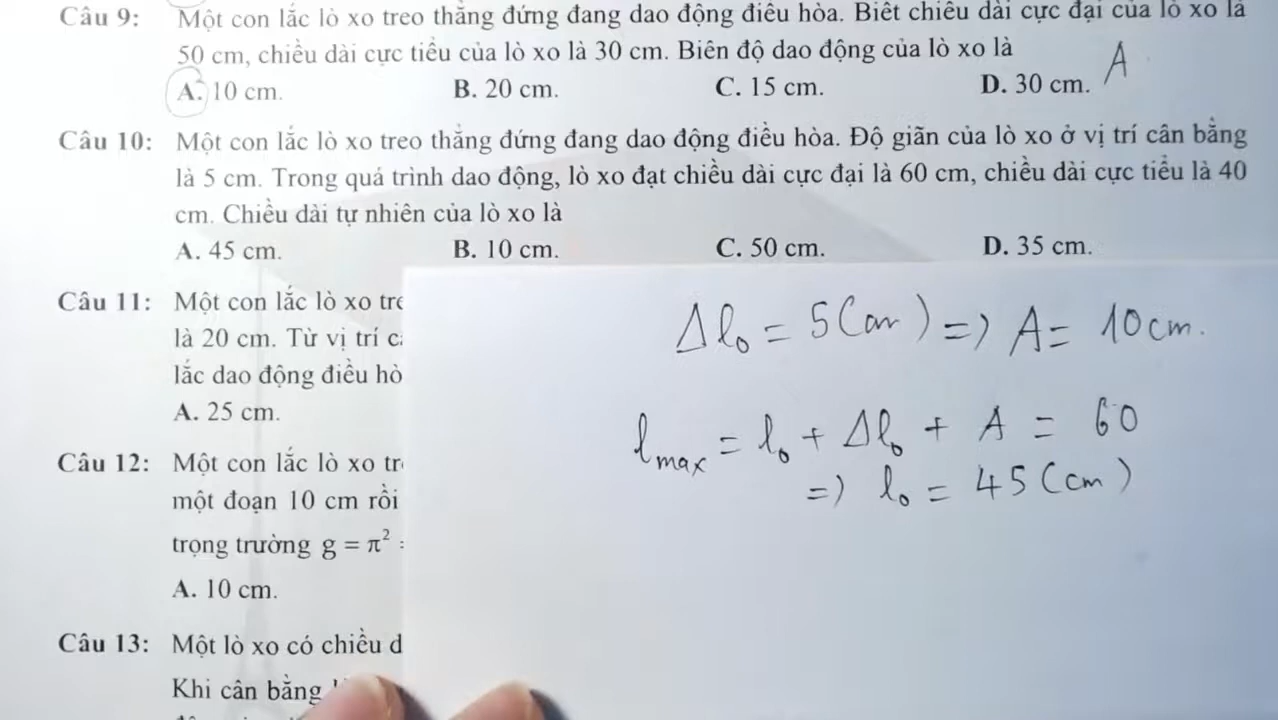 Câu 9: Một con lắc lò xo treo thẳng đứng đang dao động điều hòa. Biết chiều dài cực đại của lò xo là
50 cm, chiều dài cực tiểu của lò xo là 30 cm. Biên độ dao động của lò xo là
A. 10 cm. B. 20 cm. C. 15 cm. D. 30 cm. A
Câu 10: Một con lắc lò xo treo thẳng đứng đang dao động điều hòa. Độ giãn của lò xo ở vị trí cân bằng
là 5 cm. Trong quá trình dao động, lò xo đạt chiều dài cực đại là 60 cm, chiều dài cực tiểu là 40
cm. Chiều dài tự nhiên của lò xo là
A. 45 cm. B. 10 cm. C. 50 cm. D. 35 cm.
Câu 11: Một con lắc lò xo tre
là 20 cm. Từ vị trí c
lắc dao động điều hò
A. 25 cm.
Câu 12: Một con lắc lò xo tr
một đoạn 10 cm rồi
trọng trường g = π²
A. 10 cm.
Câu 13: Một lò xo có chiều d
Khi cân bằng
Δl₀ = 5 (cm) => A = 10 cm.
l_max = l₀ + Δl₀ + A = 60
=> l₀ = 45 (cm)